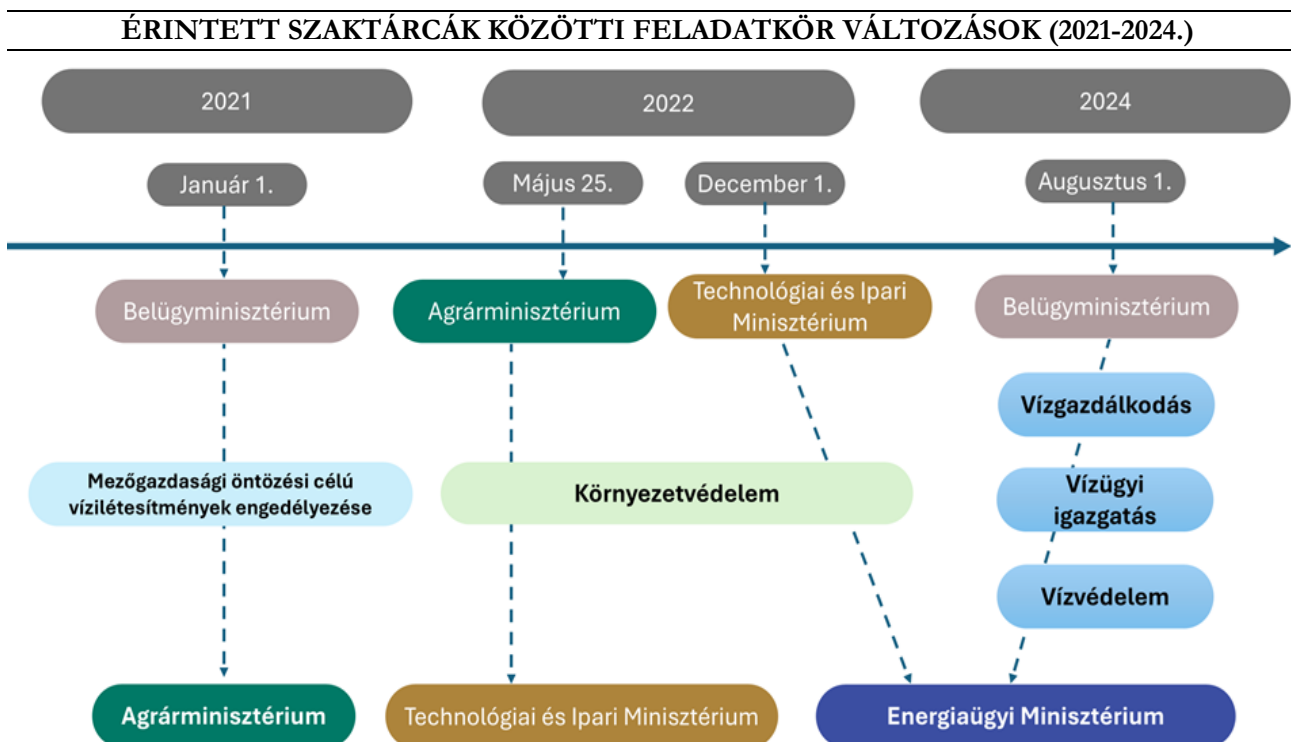 ÉRINTETT SZAKTÁRCÁK KÖZÖTTI FELADATKÖR VÁLTOZÁSOK (2021-2024.)
2021
2022
2024
Január 1.
Május 25.
December 1.
Augusztus 1.
Belügyminisztérium
Agrárminisztérium
Technológiai és Ipari
Minisztérium
Belügyminisztérium
Vízgazdálkodás
Mezőgazdasági öntözési célú
vízilétesítmények engedélyezése
Környezetvédelem
Vízügyi
igazgatás
Vízvédelem
Agrárminisztérium
Technológiai és Ipari Minisztérium
Energiaügyi Minisztérium